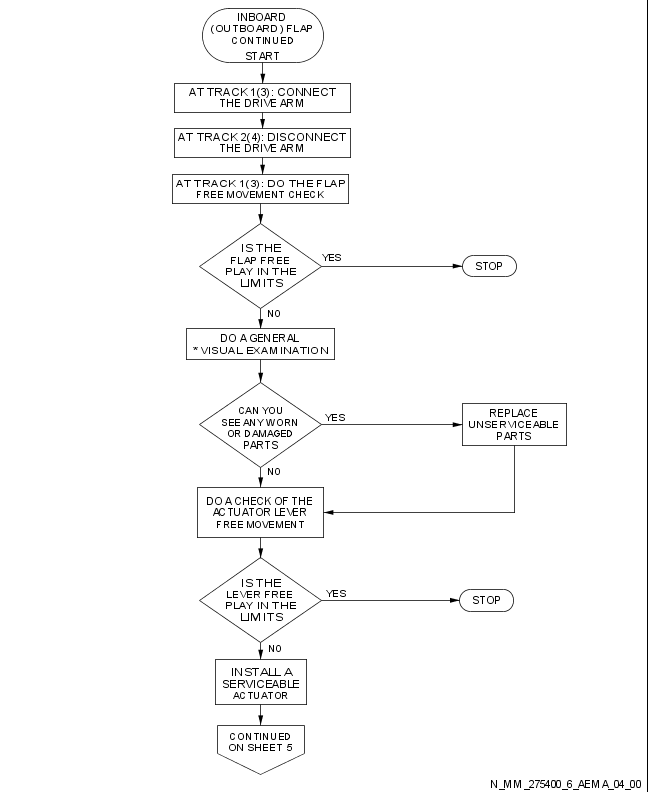 INBOARD
(OUTBOARD) FLAP
CONTINUED
START
AT TRACK 1(3): CONNECT
THE DRIVE ARM
AT TRACK 2(4): DISCONNECT
THE DRIVE ARM
AT TRACK 1(3): DO THE FLAP
FREE MOVEMENT CHECK
IS THE
FLAP FREE
PLAY IN THE
LIMITS
YES
STOP
NO
DO A GENERAL
* VISUAL EXAMINATION
CAN YOU
SEE ANY WORN
OR DAMAGED
PARTS
YES
REPLACE
UNSERVICEABLE
PARTS
NO
DO A CHECK OF THE
ACTUATOR LEVER
FREE MOVEMENT
IS THE
LEVER FREE
PLAY IN THE
LIMITS
YES
STOP
NO
INSTALL A
SERVICEABLE
ACTUATOR
CONTINUED
ON SHEET 5
N_MM_275400_6_AEMA_04_00